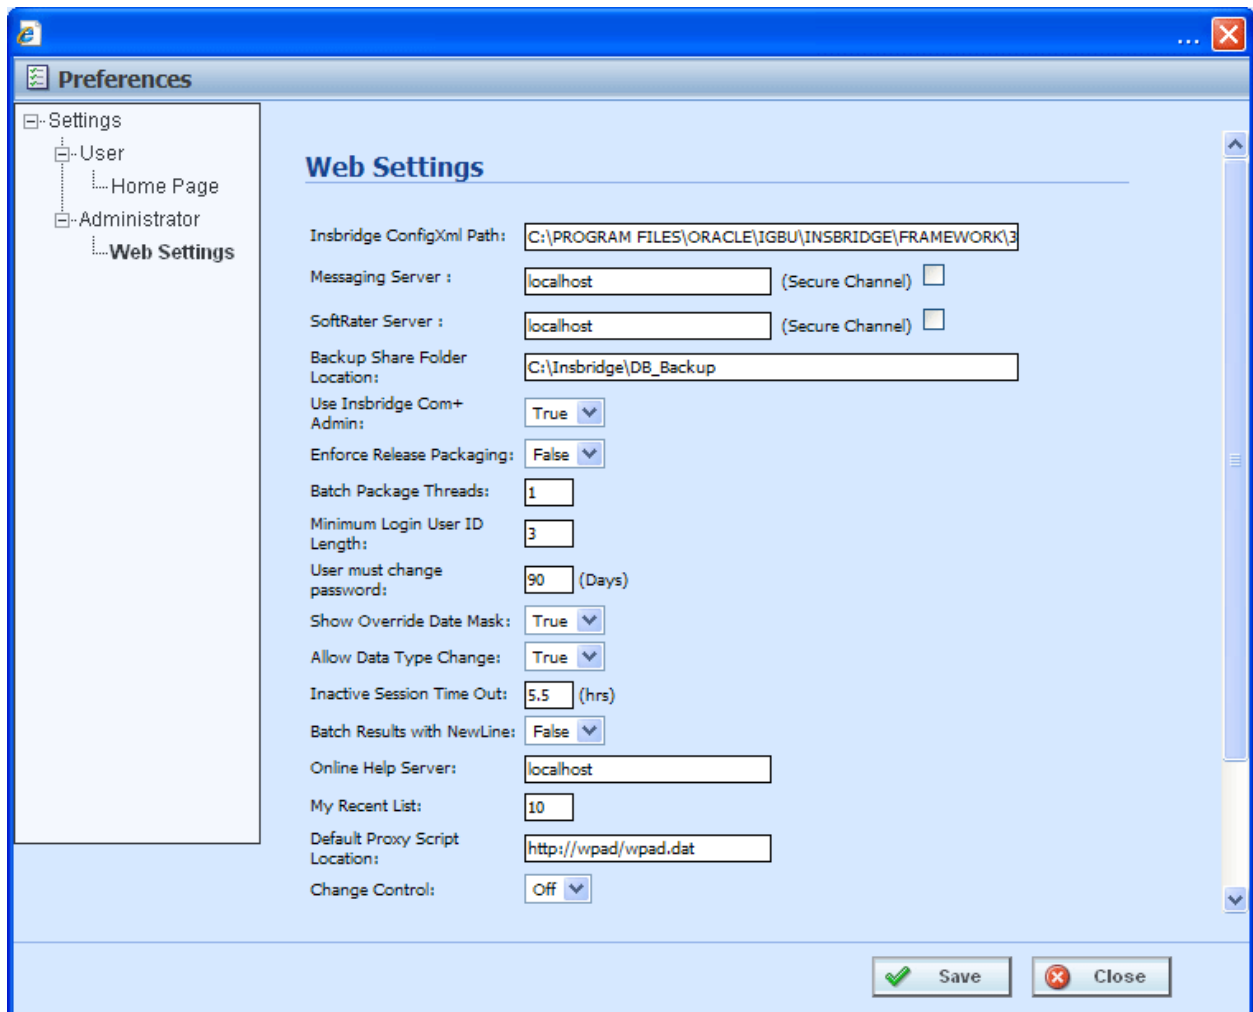 ...
Preferences
Settings
User
Home Page
Administrator
Web Settings
Web Settings
Insbridge ConfigXml Path: C:\PROGRAM FILES\ORACLE\IGBU\INSBRIDGE\FRAMEWORK\3
Messaging Server : localhost (Secure Channel)
SoftRater Server : localhost (Secure Channel)
Backup Share Folder
Location: C:\Insbridge\DB_Backup
Use Insbridge Com+
Admin: True
Enforce Release Packaging: False
Batch Package Threads: 1
Minimum Login User ID
Length: 3
User must change
password: 90 (Days)
Show Override Date Mask: True
Allow Data Type Change: True
Inactive Session Time Out: 5.5 (hrs)
Batch Results with NewLine: False
Online Help Server: localhost
My Recent List: 10
Default Proxy Script
Location: http://wpad/wpad.dat
Change Control: Off
Save Close